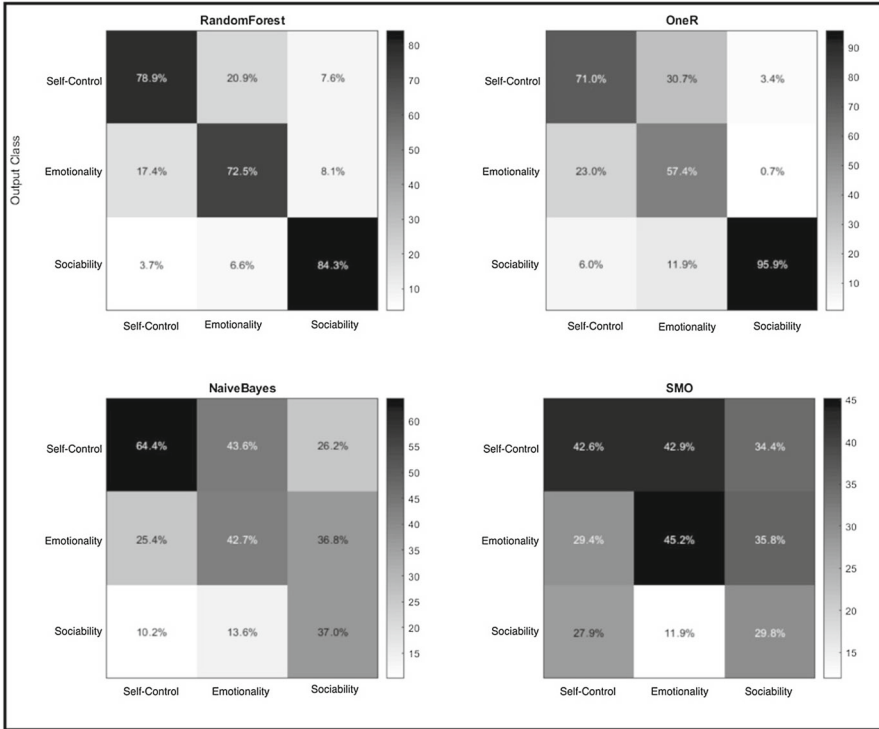 RandomForest
Output Class
Self-Control
Emotionality
Sociability
78.9% 20.9% 7.6%
17.4% 72.5% 8.1%
3.7% 6.6% 84.3%
Self-Control Emotionality Sociability
80
70
60
50
40
30
20
10
OneR
Self-Control
Emotionality
Sociability
71.0% 30.7% 3.4%
23.0% 57.4% 0.7%
6.0% 11.9% 95.9%
Self-Control Emotionality Sociability
90
80
70
60
50
40
30
20
10
NaiveBayes
Self-Control
Emotionality
Sociability
64.4% 43.6% 26.2%
25.4% 42.7% 36.8%
10.2% 13.6% 37.0%
Self-Control Emotionality Sociability
60
55
50
45
40
35
30
25
20
15
SMO
Self-Control
Emotionality
Sociability
42.6% 42.9% 34.4%
29.4% 45.2% 35.8%
27.9% 11.9% 29.8%
Self-Control Emotionality Sociability
45
40
35
30
25
20
15